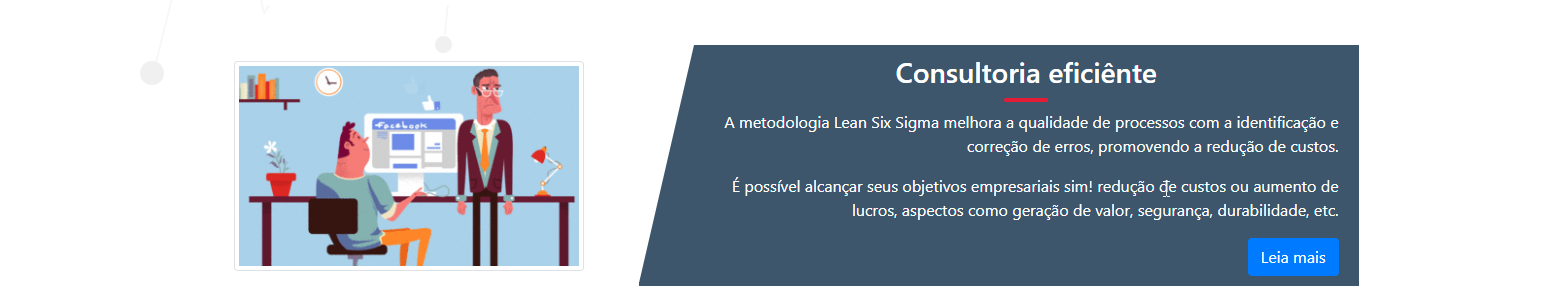 Facebook
Consultoria eficiênte
A metodologia Lean Six Sigma melhora a qualidade de processos com a identificação e
correção de erros, promovendo a redução de custos.
É possível alcançar seus objetivos empresariais sim! redução de custos ou aumento de
lucros, aspectos como geração de valor, segurança, durabilidade, etc.
Leia mais